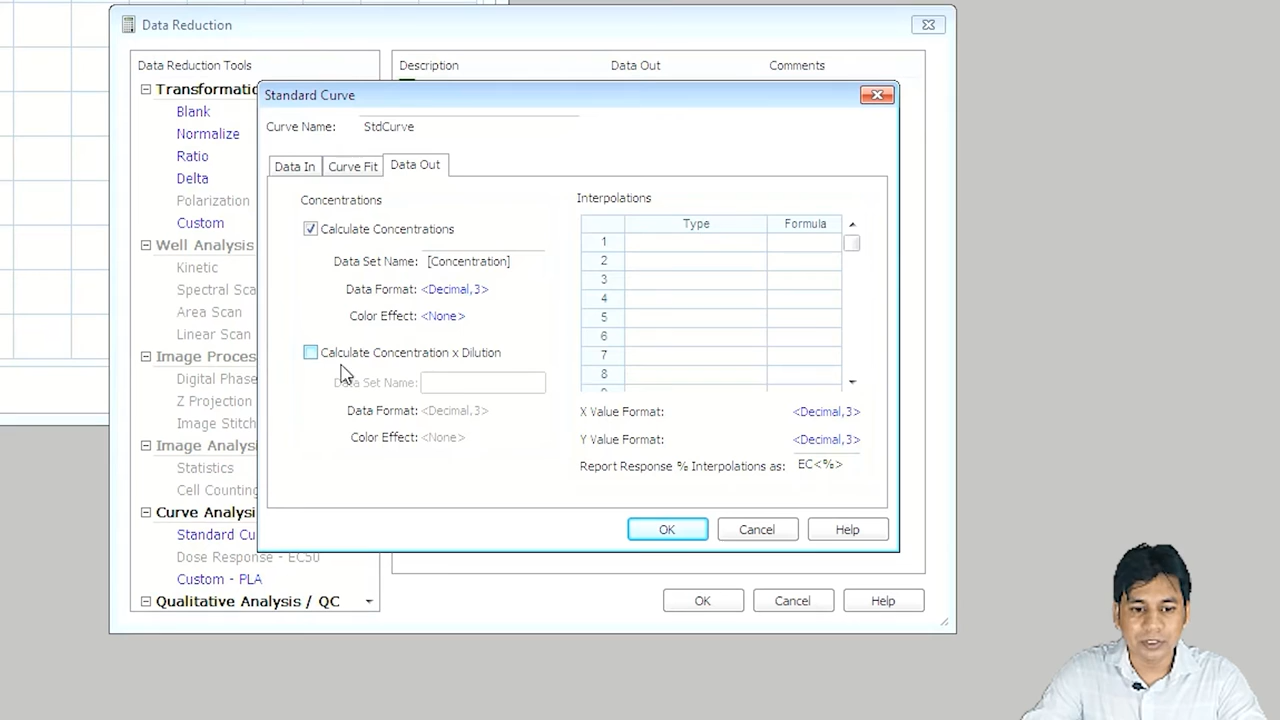 Data Reduction
Data Reduction Tools
Transformatio
Blank
Normalize
Ratio
Delta
Polarization
Custom
Well Analysis
Kinetic
Spectral Sca
Area Scan
Linear Scan
Image Proces
Digital Phase
Z Projection
Image Stitch
Image Analys
Statistics
Cell Counting
Curve Analysi
Standard Cu
Dose Response - EC50
Custom - PLA
Qualitative Analysis / QC
Description Data Out Comments
Standard Curve
Curve Name: StdCurve
Data In Curve Fit Data Out
Concentrations
Calculate Concentrations
Data Set Name: [Concentration]
Data Format: <Decimal,3>
Color Effect: <None>
Calculate Concentration x Dilution
Data Set Name:
Data Format: <Decimal,3>
Color Effect: <None>
Interpolations
Type Formula
1
2
3
4
5
6
7
8
X Value Format: <Decimal,3>
Y Value Format: <Decimal,3>
Report Response % Interpolations as: EC<%>
OK Cancel Help
OK Cancel Help